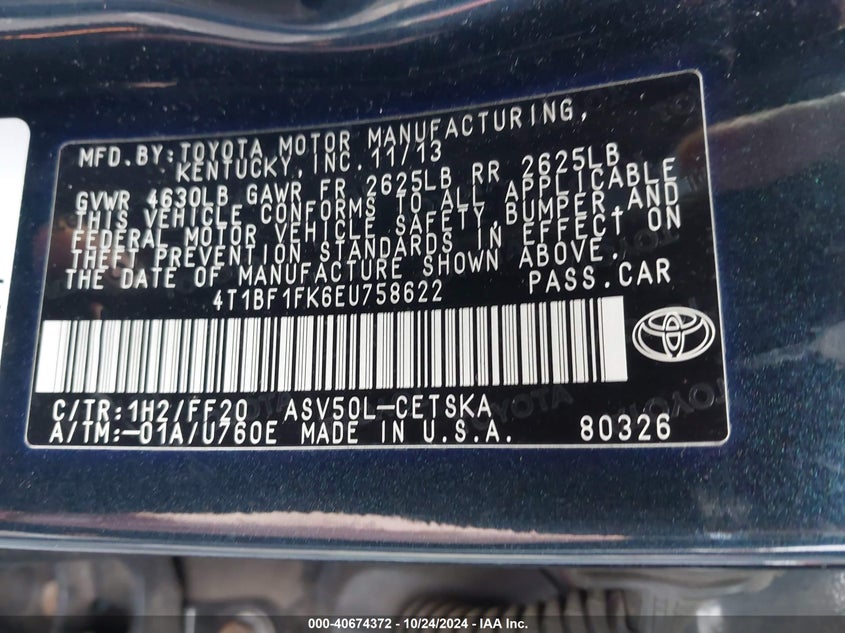 MFD.BY:TOYOTA MOTOR MANUFACTURING,
KENTUCKY,INC.11/13
GVWR 4630LB GAWR FR 2625LB RR 2625LB
THIS VEHICLE CONFORMS TO ALL APPLICABLE
FEDERAL MOTOR VEHICLE SAFETY,BUMPER,AND
THEFT PREVENTION STANDARDS IN EFFECT ON
THE DATE OF MANUFACTURE SHOWN ABOVE.
4T1BF1FK6EU758622 PASS.CAR
C/TR:1H2/FF20 ASV50L-CETSKA
A/TM:-01A/U760E MADE IN U.S.A. 80326
000-40674372 - 10/24/2024 - IAA Inc.